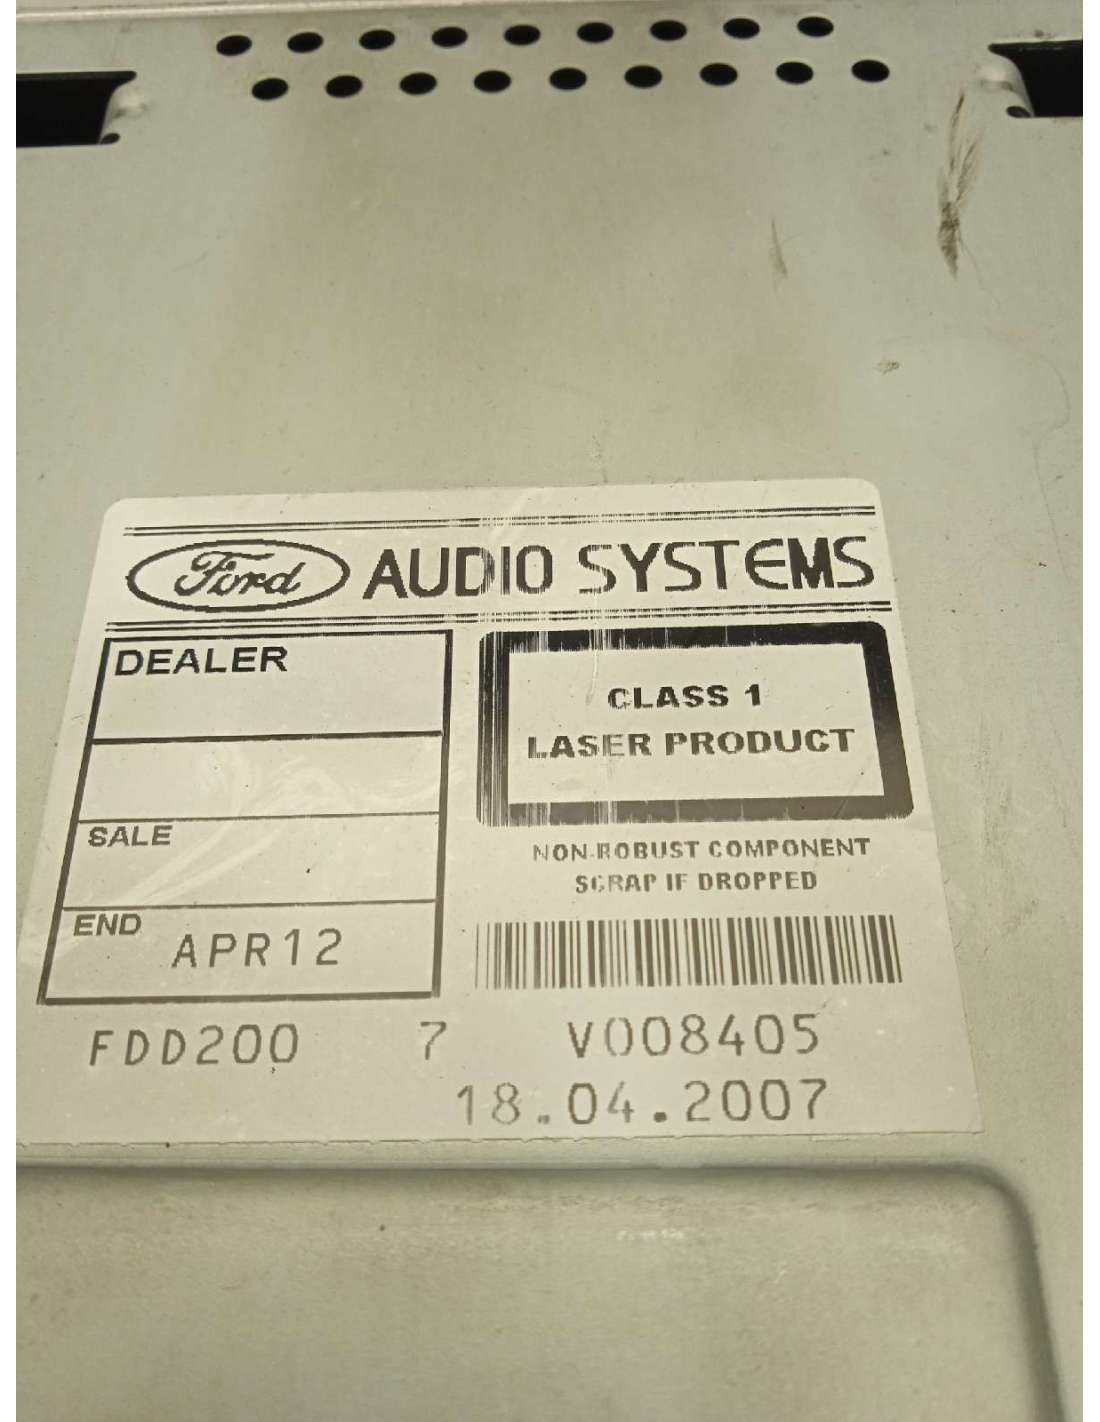 Ford AUDIO SYSTEMS
DEALER
SALE
END APR12
CLASS 1
LASER PRODUCT
NON-ROBUST COMPONENT
SCRAP IF DROPPED
FDD200 7 V008405
18.04.2007